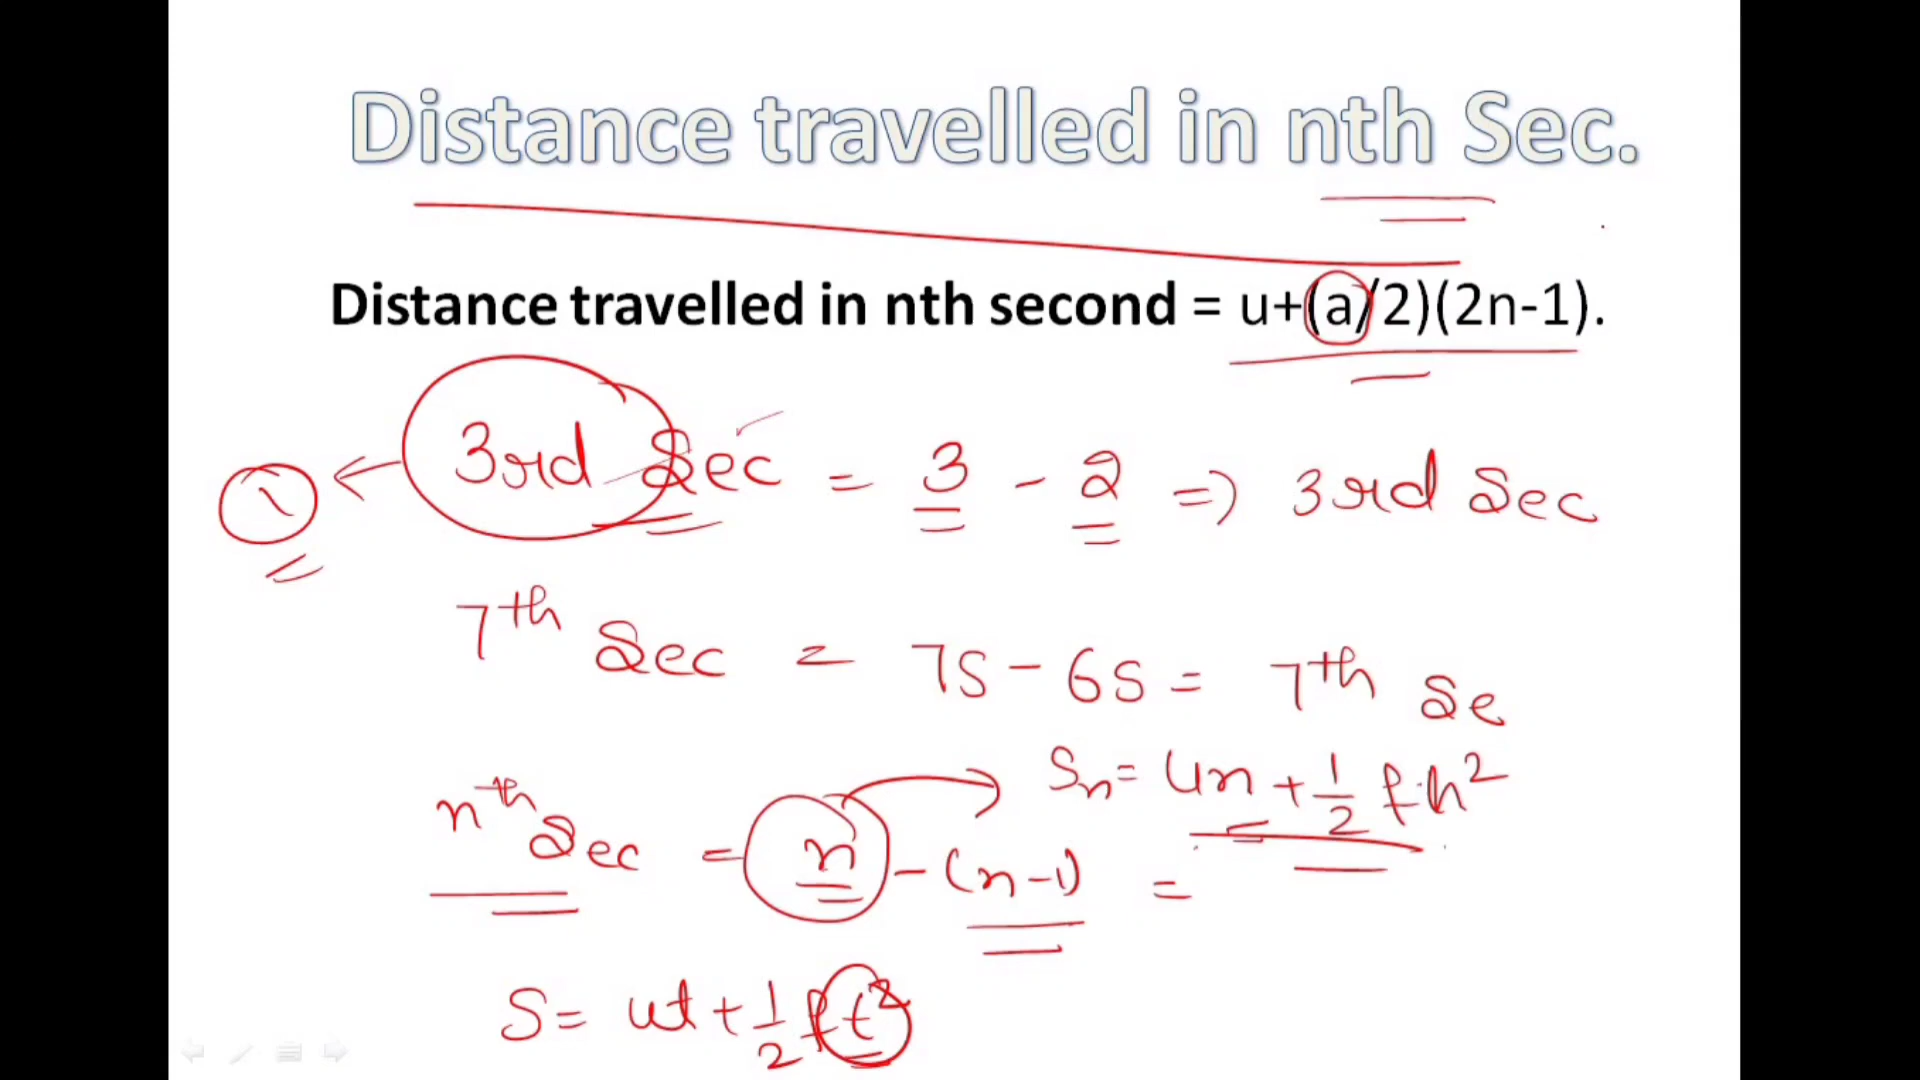 Distance travelled in nth Sec.
Distance travelled in nth second = u+(a/2)(2n-1).
1 ← 3rd Sec = 3 - 2 => 3rd Sec
7th Sec = 7S - 6S = 7th Se
Sn = un + 1/2 f·n²
nth Sec = n - (n-1) =
S = ut + 1/2 ft²